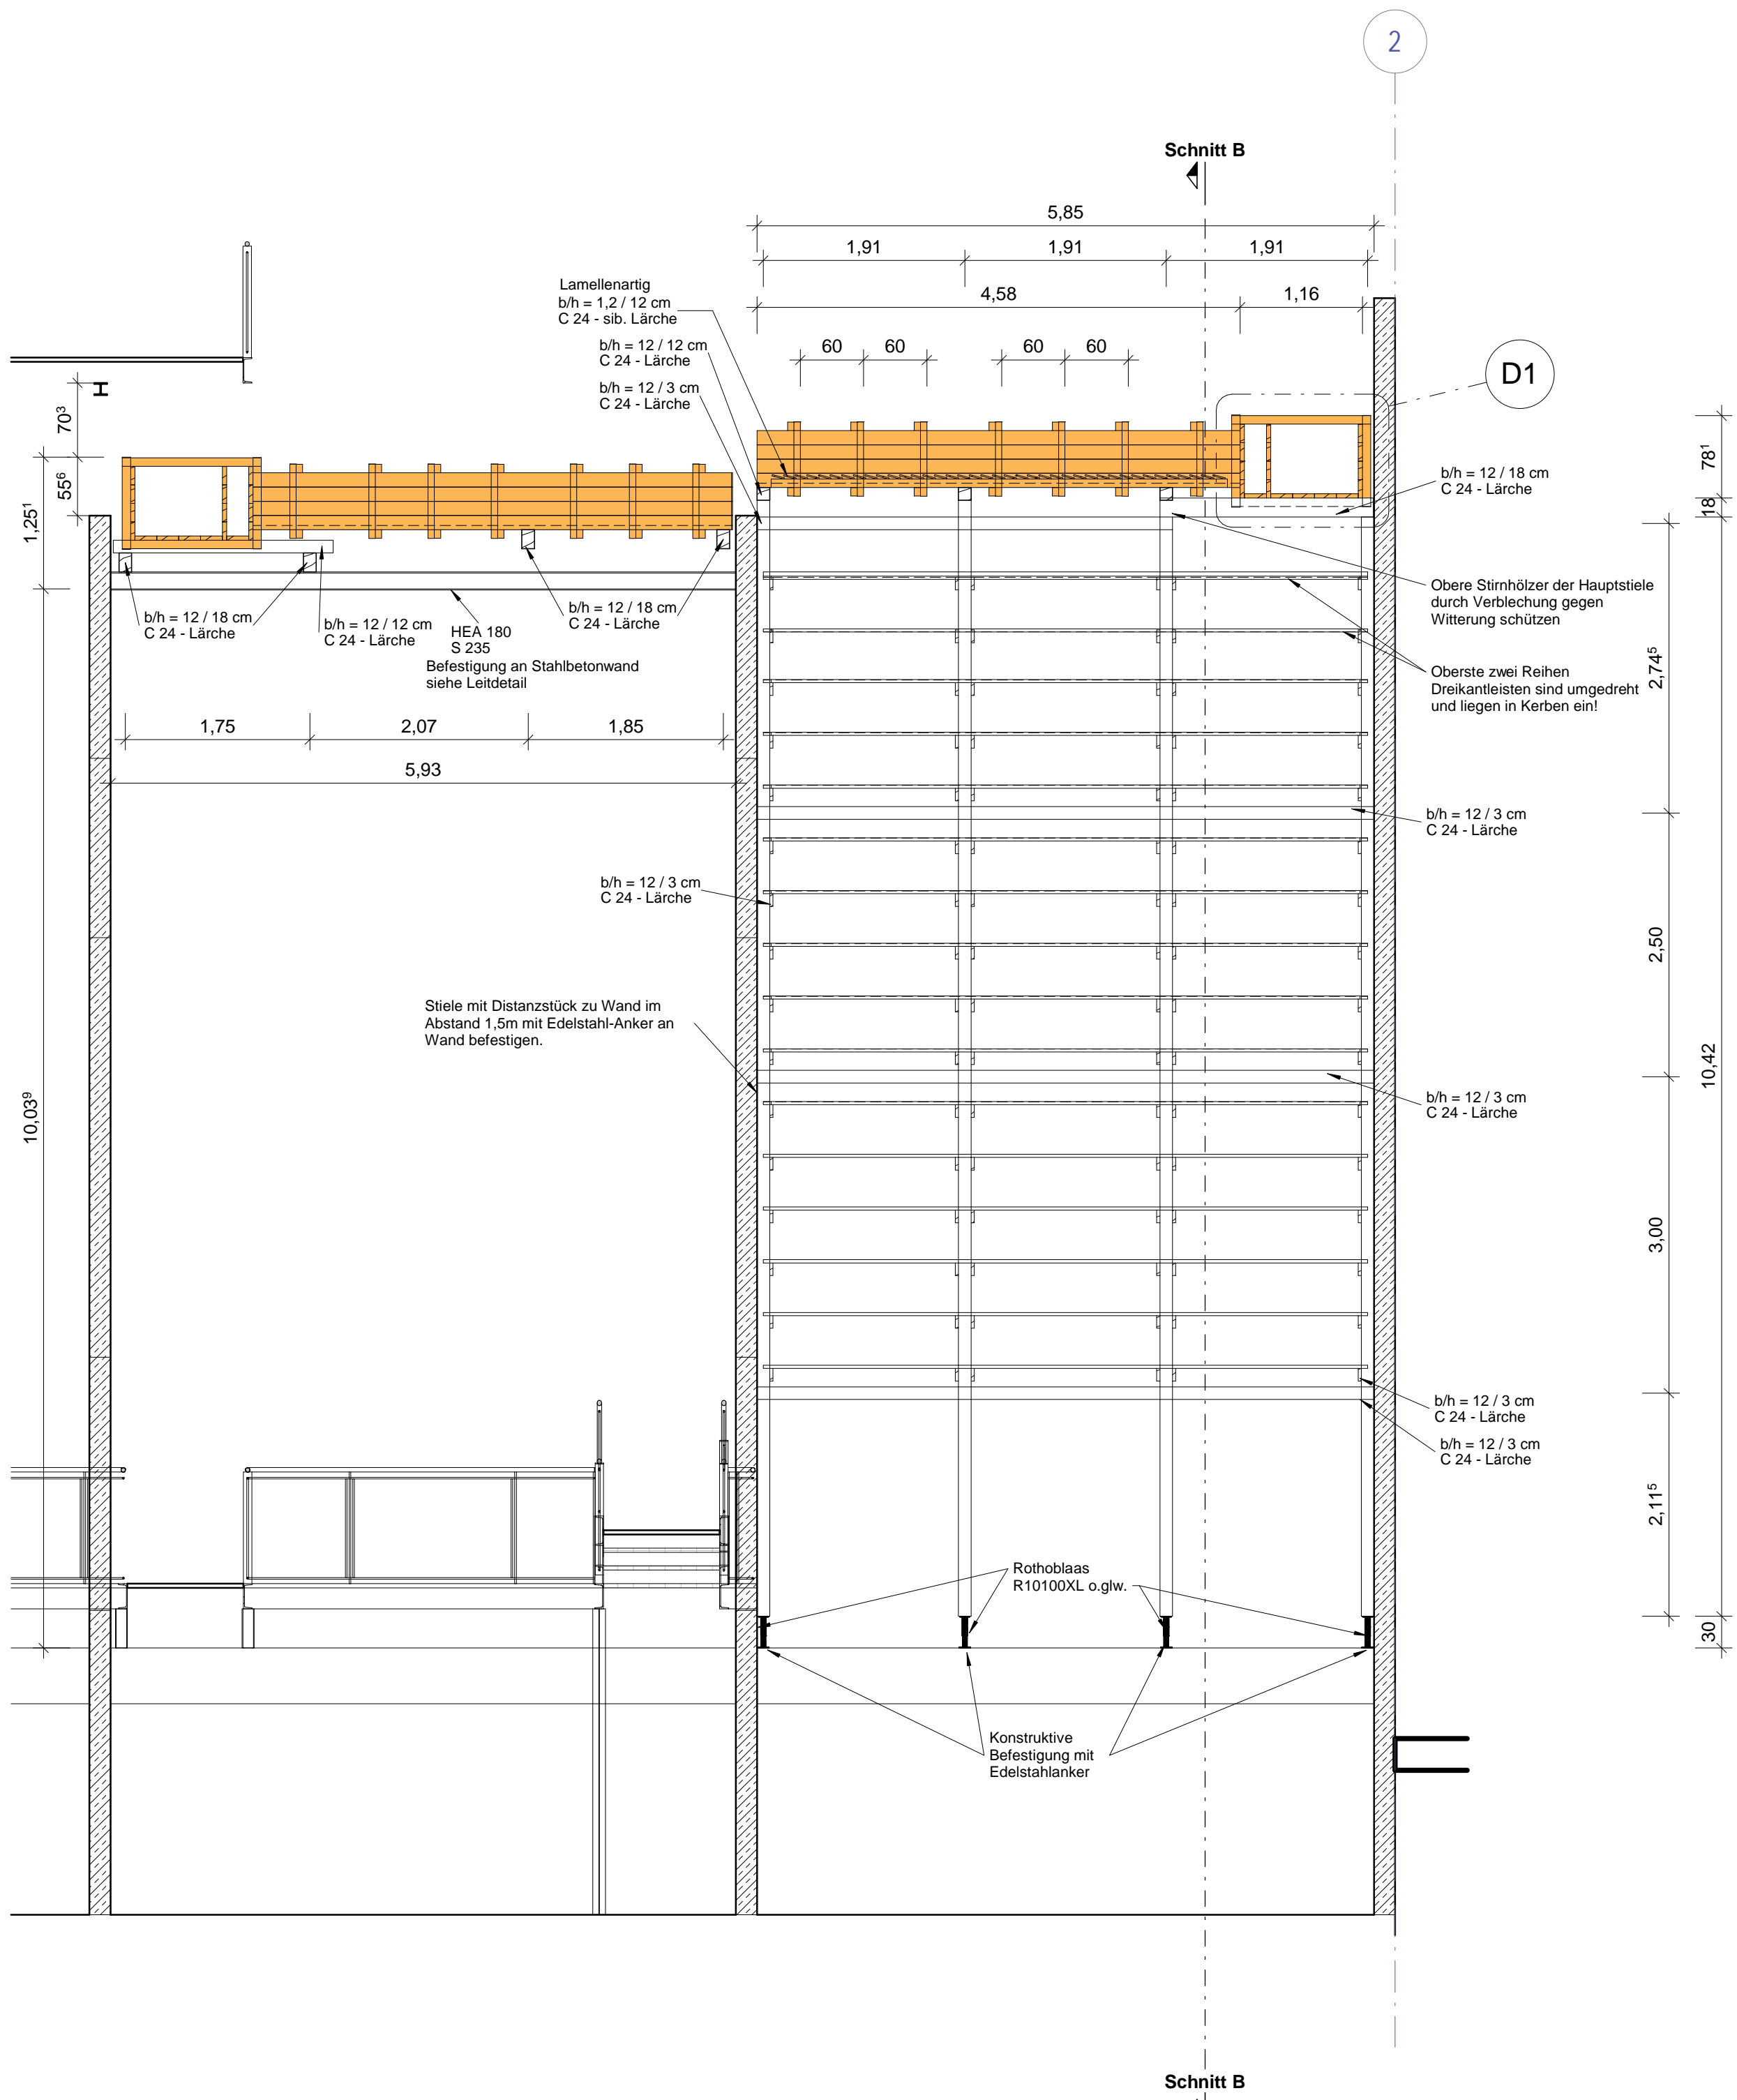 2
Schnitt B
5,85
1,91
1,91
1,91
4,58
1,16
60
60
60
60
Lamellenartig
b/h = 1,2 / 12 cm
C 24 - sib. Lärche
b/h = 12 / 12 cm
C 24 - Lärche
b/h = 12 / 3 cm
C 24 - Lärche
D1
70³
55⁶
1,25¹
10,03⁹
78¹
18
b/h = 12 / 18 cm
C 24 - Lärche
b/h = 12 / 18 cm
C 24 - Lärche
b/h = 12 / 12 cm
C 24 - Lärche
HEA 180
S 235
Befestigung an Stahlbetonwand
siehe Leitdetail
b/h = 12 / 18 cm
C 24 - Lärche
Obere Stirnhölzer der Hauptstiele
durch Verblechung gegen
Witterung schützen
Oberste zwei Reihen
Dreikantleisten sind umgedreht
und liegen in Kerben ein!
2,74⁵
1,75
2,07
1,85
5,93
b/h = 12 / 3 cm
C 24 - Lärche
b/h = 12 / 3 cm
C 24 - Lärche
2,50
Stiele mit Distanzstück zu Wand im
Abstand 1,5m mit Edelstahl-Anker an
Wand befestigen.
10,42
b/h = 12 / 3 cm
C 24 - Lärche
3,00
b/h = 12 / 3 cm
C 24 - Lärche
b/h = 12 / 3 cm
C 24 - Lärche
2,11⁵
Rothoblaas
R10100XL o.glw.
30
Konstruktive
Befestigung mit
Edelstahlanker
Schnitt B